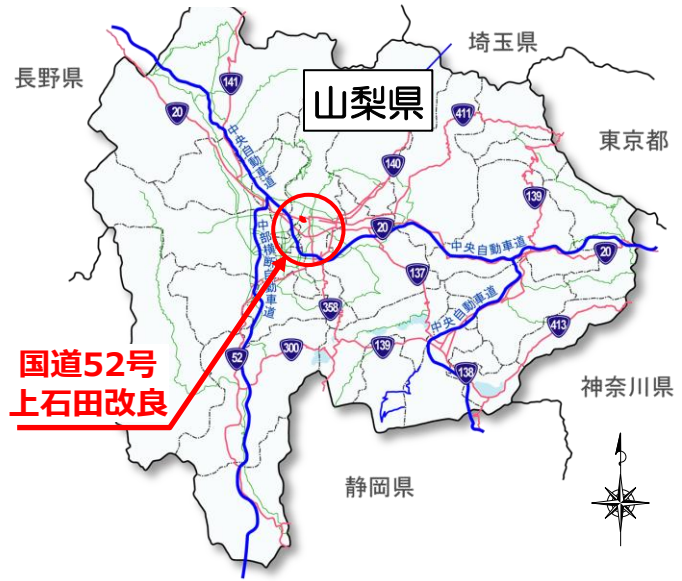 埼玉県
長野県
141
20
山梨県
411
東京都
中央自動車道
140
139
20
中央自動車道
20
中部横断自動車道
137
358
中央自動車道
413
国道52号
上石田改良
52
300
139
138
神奈川県
静岡県